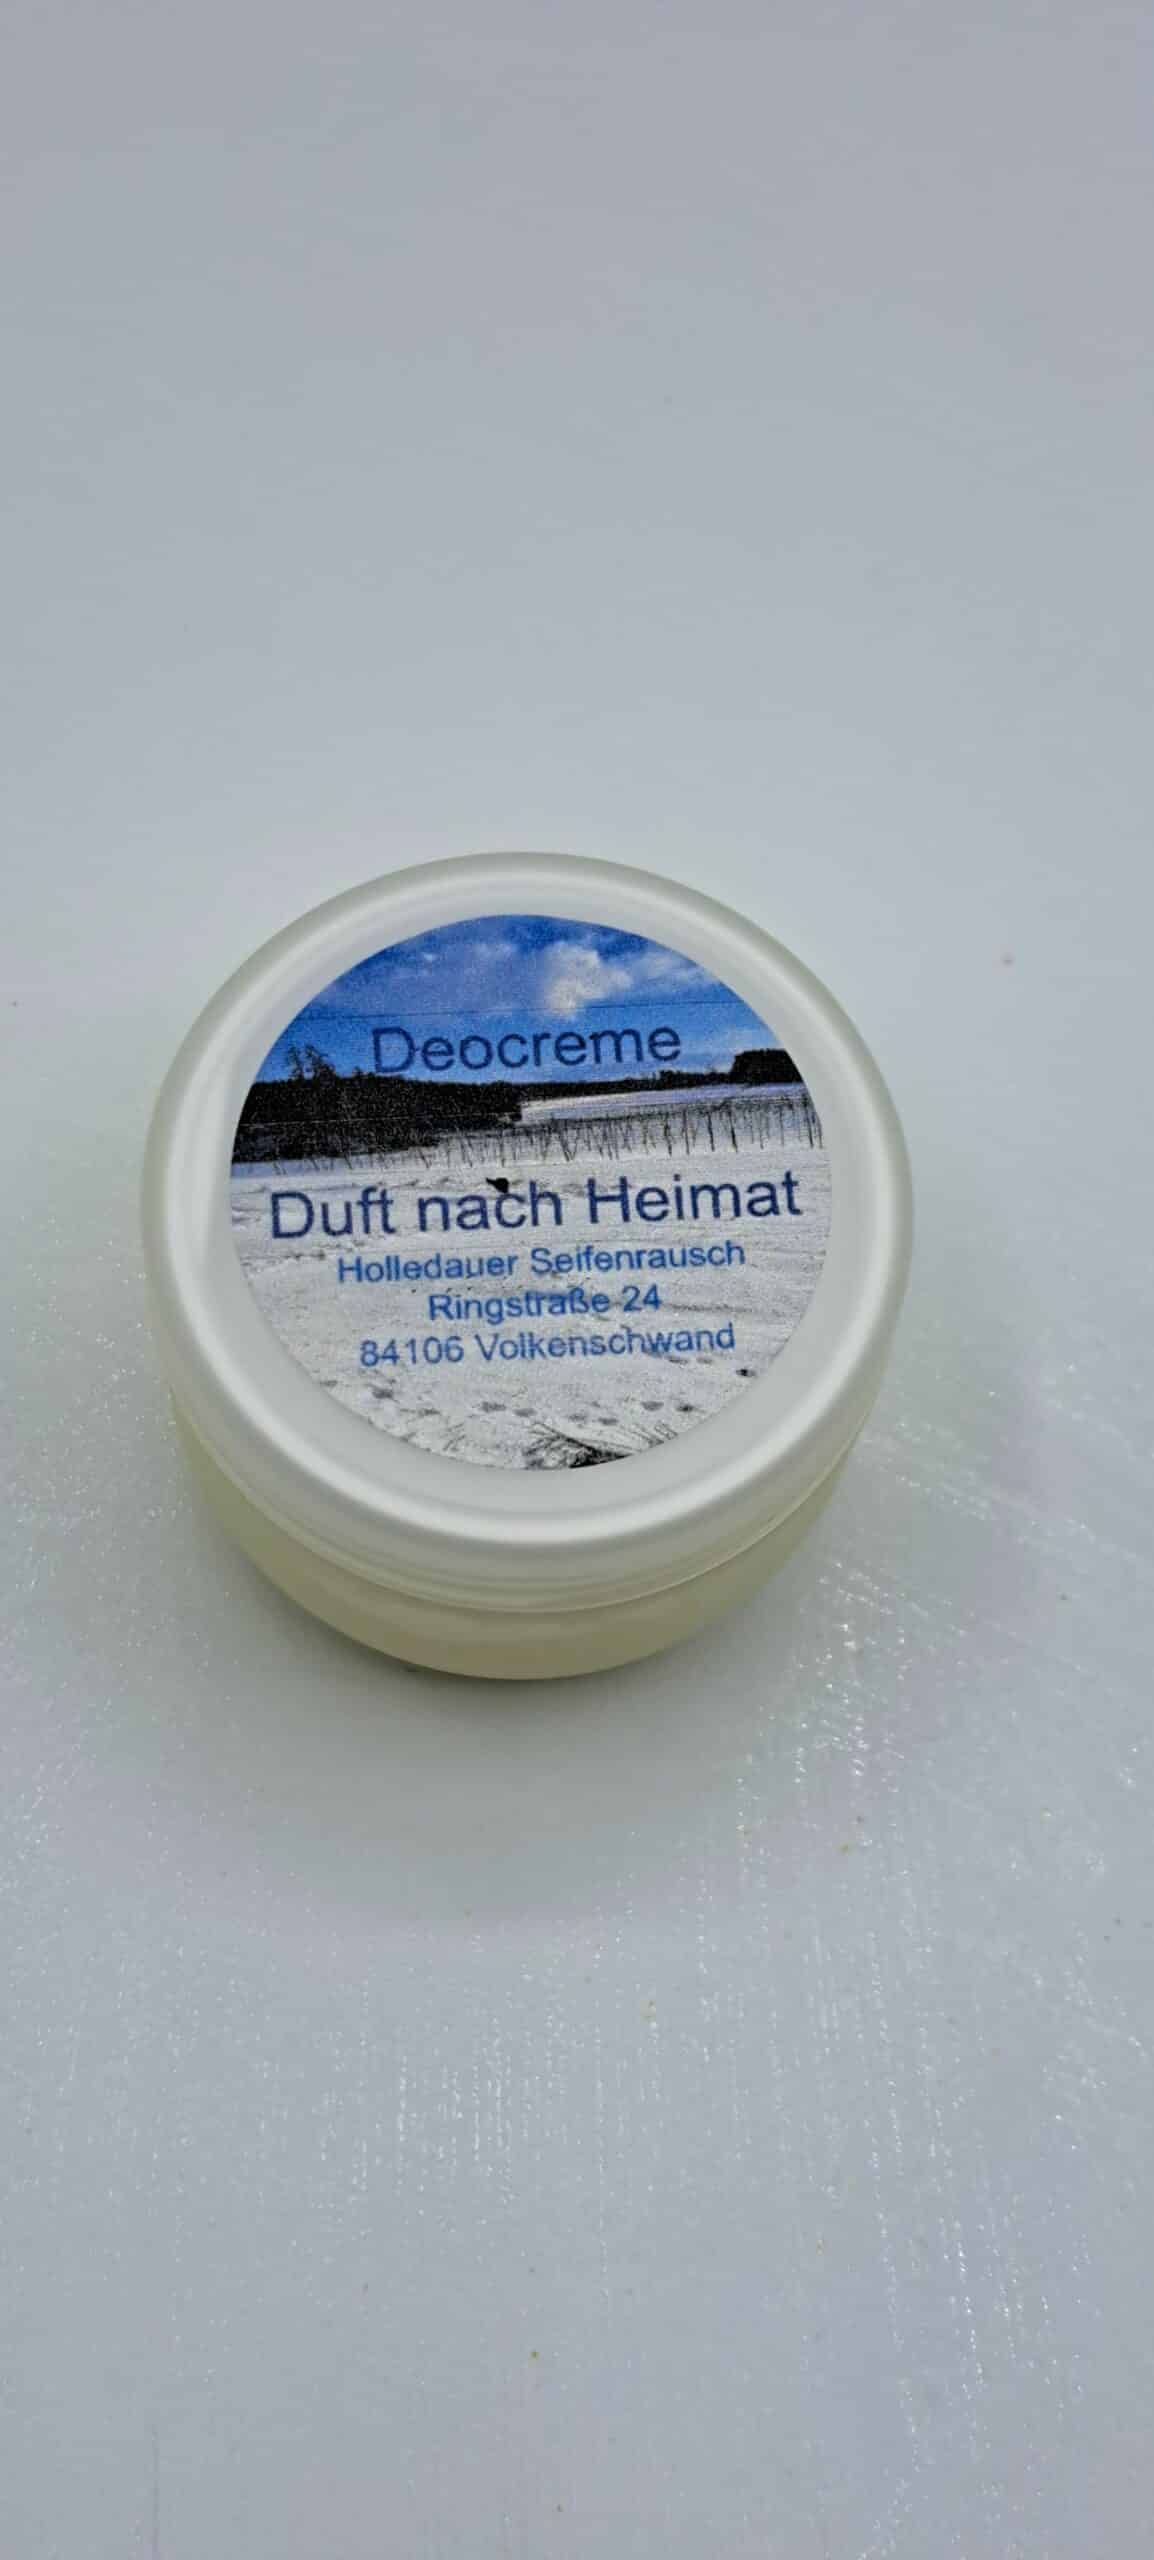 Deocreme
Duft nach Heimat
Holledauer Seifenrausch
Ringstraße 24
84106 Volkenschwand